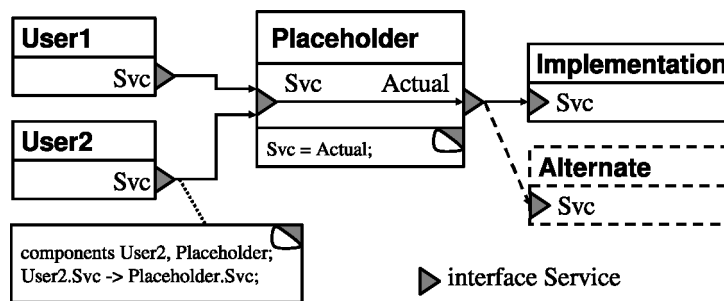 User1
Svc
User2
Svc
components User2, Placeholder;
User2.Svc -> Placeholder.Svc;
Placeholder
Svc Actual
Svc = Actual;
Implementation
Svc
Alternate
Svc
interface Service